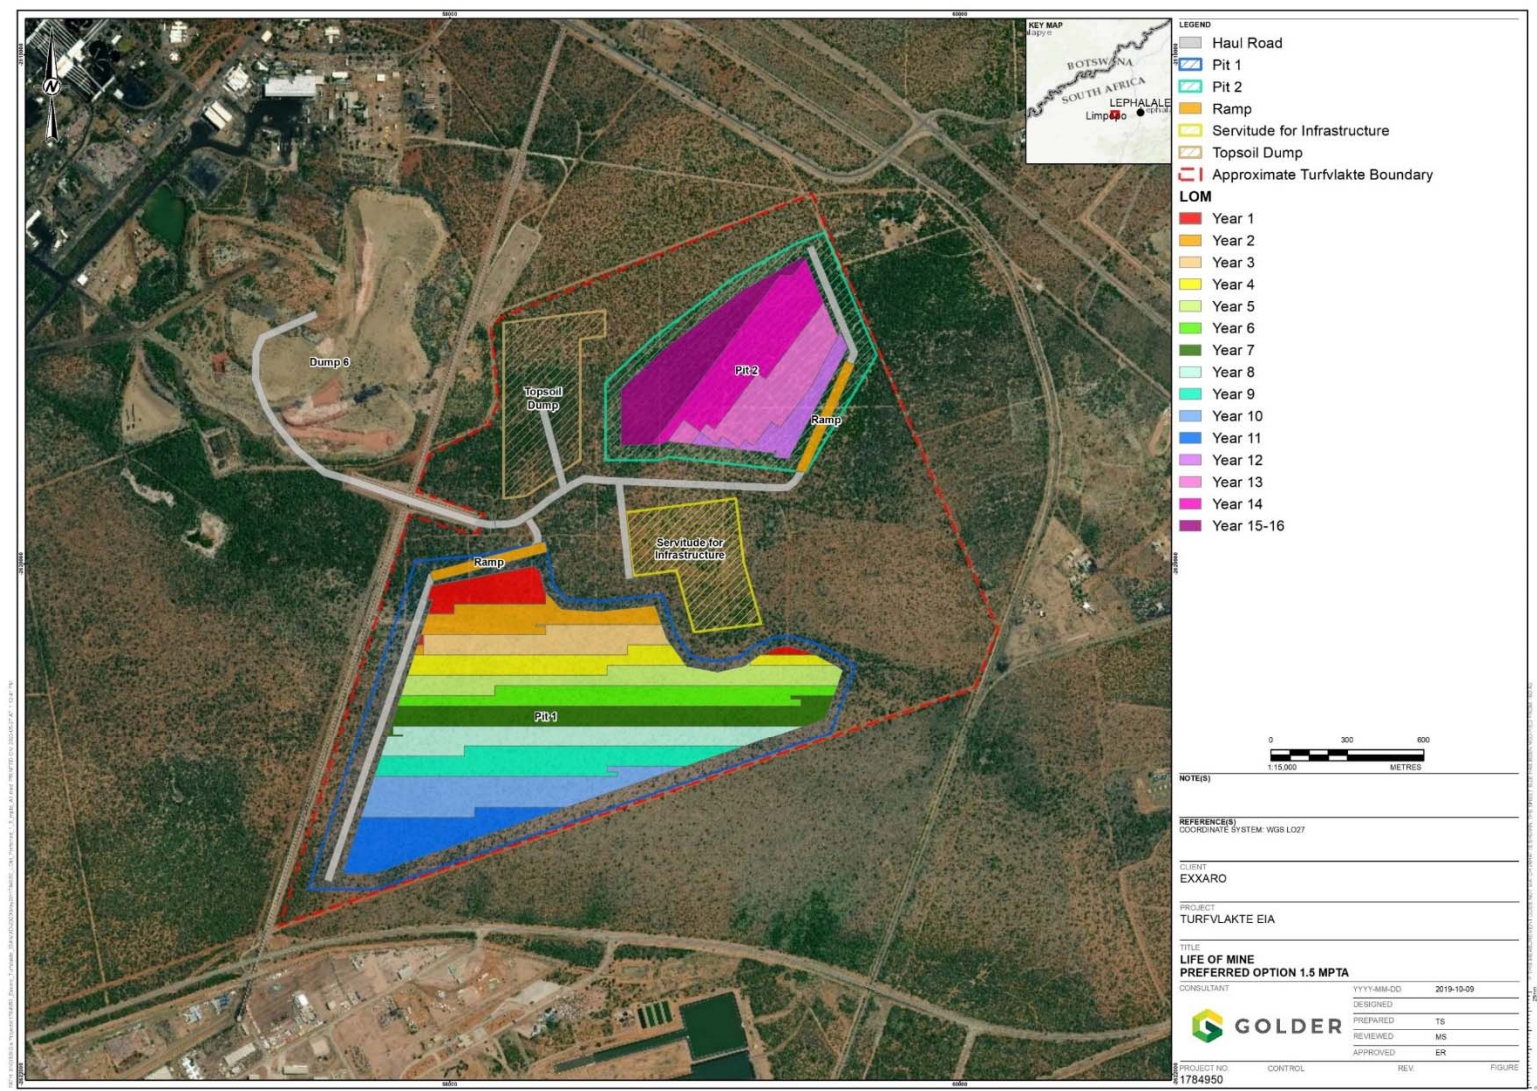 58000
60000
N
KEY MAP
BOTSWANA
SOUTH AFRICA
LEPHALALE
Limpopo
Dump 6
Topsoil
Dump
Pit 2
Ramp
Servitude for
Infrastructure
Ramp
Pit 1
58000
60000
LEGEND
Haul Road
Pit 1
Pit 2
Ramp
Servitude for Infrastructure
Topsoil Dump
Approximate Turfvlakte Boundary
LOM
Year 1
Year 2
Year 3
Year 4
Year 5
Year 6
Year 7
Year 8
Year 9
Year 10
Year 11
Year 12
Year 13
Year 14
Year 15-16
0 300 600
1:15,000 METRES
NOTE(S)
REFERENCE(S)
COORDINATE SYSTEM: WGS LO27
CLIENT
EXXARO
PROJECT
TURFVLAKTE EIA
TITLE
LIFE OF MINE
PREFERRED OPTION 1.5 MPTA
CONSULTANT
YYYY-MM-DD 2019-10-09
DESIGNED
PREPARED TS
REVIEWED MS
APPROVED ER
GOLDER
PROJECT NO. CONTROL REV. FIGURE
1784950